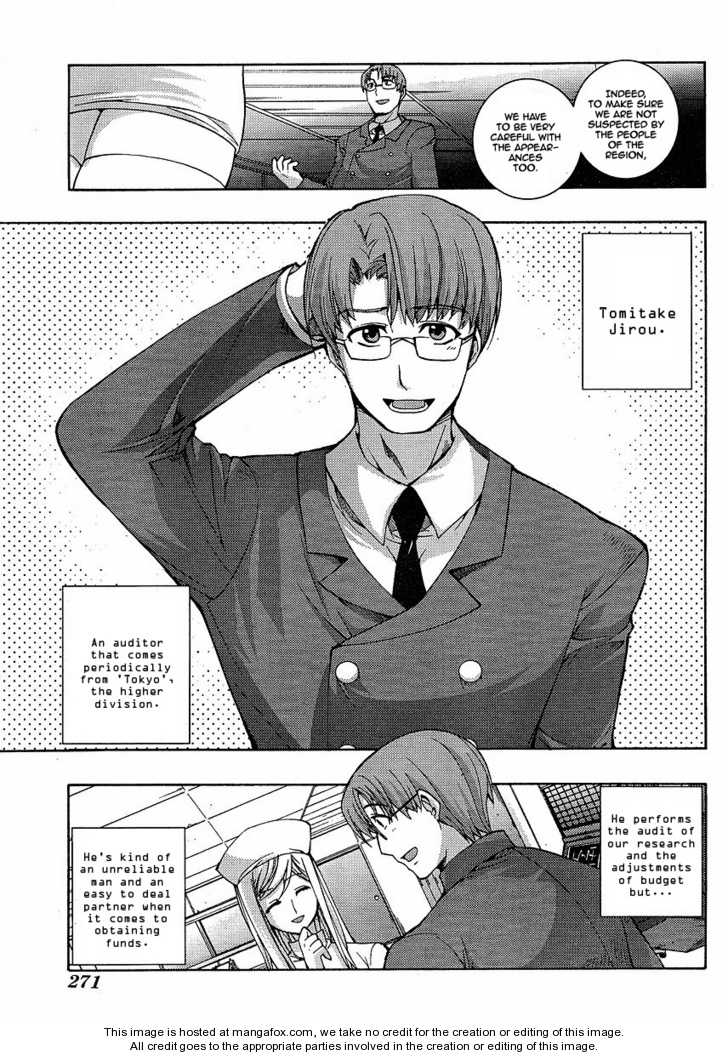 INDEED,
TO MAKE SURE
WE ARE NOT
SUSPECTED BY
THE PEOPLE
OF THE
REGION,
WE HAVE
TO BE VERY
CAREFUL WITH
THE APPEAR-
ANCES
TOO.
Tomitake
Jirou.
An auditor
that comes
periodically
from 'Tokyo',
the higher
division.
He performs
the audit of
our research
and the
adjustments
of budget
but...
He's kind of
an unreliable
man and an
easy to deal
partner when
it comes to
obtaining
funds.
271
This image is hosted at mangafox.com, we take no credit for the creation or editing of this image.
All credit goes to the appropriate parties involved in the creation or editing of this image.